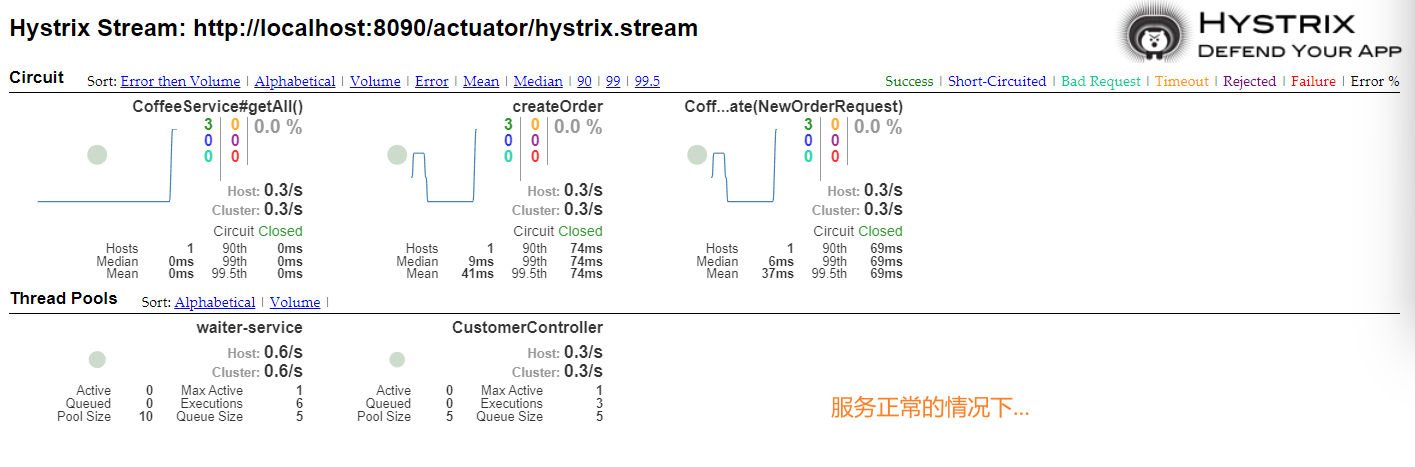 Hystrix Stream: http://localhost:8090/actuator/hystrix.stream
HYSTRIX
DEFEND YOUR APP
Circuit Sort: Error then Volume | Alphabetical | Volume | Error | Mean | Median | 90 | 99 | 99.5
Success | Short-Circuited | Bad Request | Timeout | Rejected | Failure | Error %
CoffeeService#getAll()
3 0 0.0 %
0 0
0 0
Host: 0.3/s
Cluster: 0.3/s
Circuit Closed
Hosts 1 90th 0ms
Median 0ms 99th 0ms
Mean 0ms 99.5th 0ms
createOrder
3 0 0.0 %
0 0
0 0
Host: 0.3/s
Cluster: 0.3/s
Circuit Closed
Hosts 1 90th 74ms
Median 9ms 99th 74ms
Mean 41ms 99.5th 74ms
Coff...ate(NewOrderRequest)
3 0 0.0 %
0 0
0 0
Host: 0.3/s
Cluster: 0.3/s
Circuit Closed
Hosts 1 90th 69ms
Median 6ms 99th 69ms
Mean 37ms 99.5th 69ms
Thread Pools Sort: Alphabetical | Volume |
waiter-service
Host: 0.6/s
Cluster: 0.6/s
Active 0 Max Active 1
Queued 0 Executions 6
Pool Size 10 Queue Size 5
CustomerController
Host: 0.3/s
Cluster: 0.3/s
Active 0 Max Active 1
Queued 0 Executions 3
Pool Size 5 Queue Size 5
服务正常的情况下...